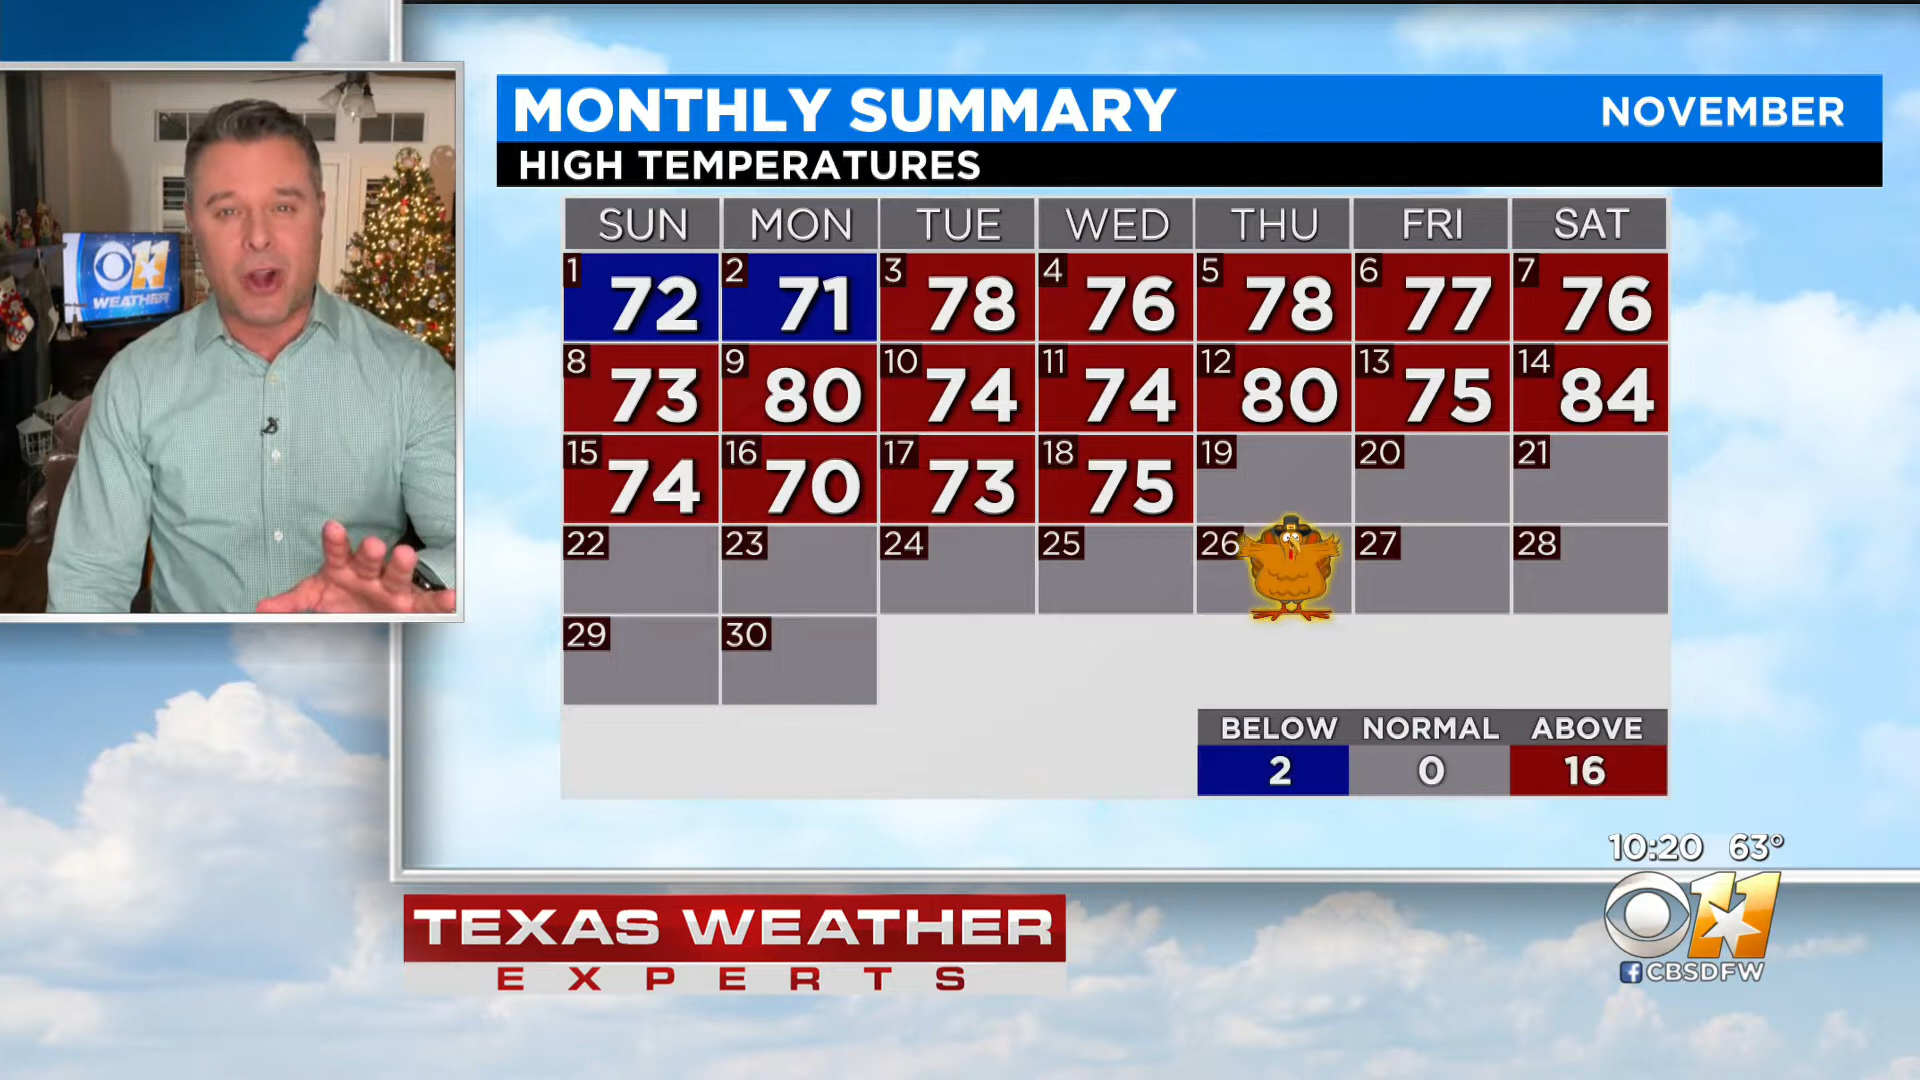 MONTHLY SUMMARY NOVEMBER
HIGH TEMPERATURES
SUN MON TUE WED THU FRI SAT
1 72 2 71 3 78 4 76 5 78 6 77 7 76
8 73 9 80 10 74 11 74 12 80 13 75 14 84
15 74 16 70 17 73 18 75 19 20 21
22 23 24 25 26 27 28
29 30
BELOW NORMAL ABOVE
2 0 16
11
WEATHER
10:20 63°
11
CBSDFW
TEXAS WEATHER
EXPERTS